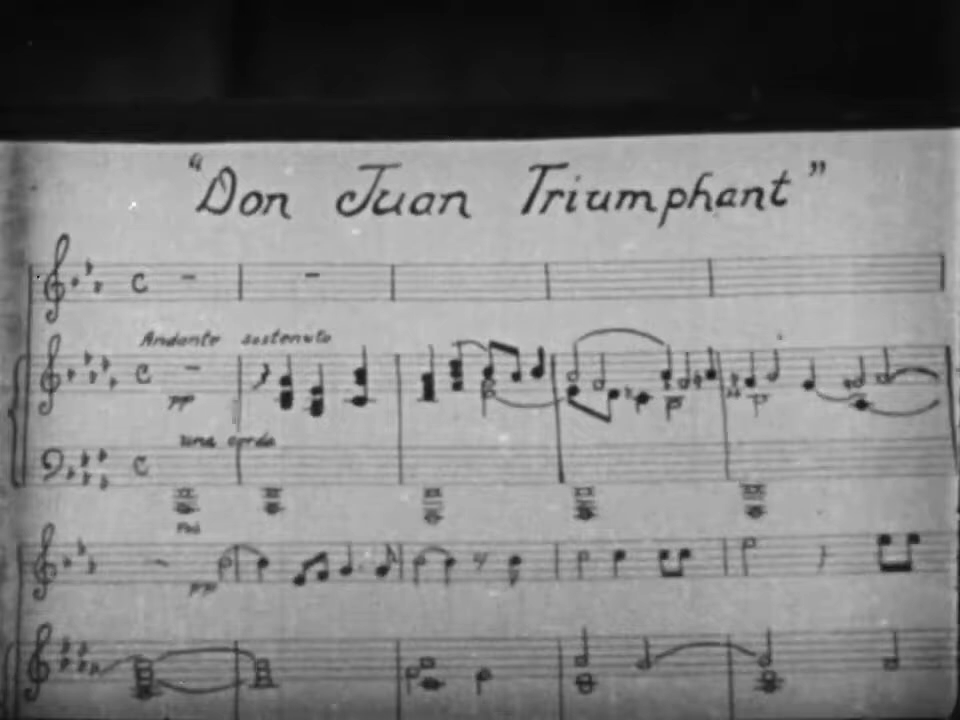 "Don Juan Triumphant"
Andante sostenuto
pp
una corda
Ped
pp